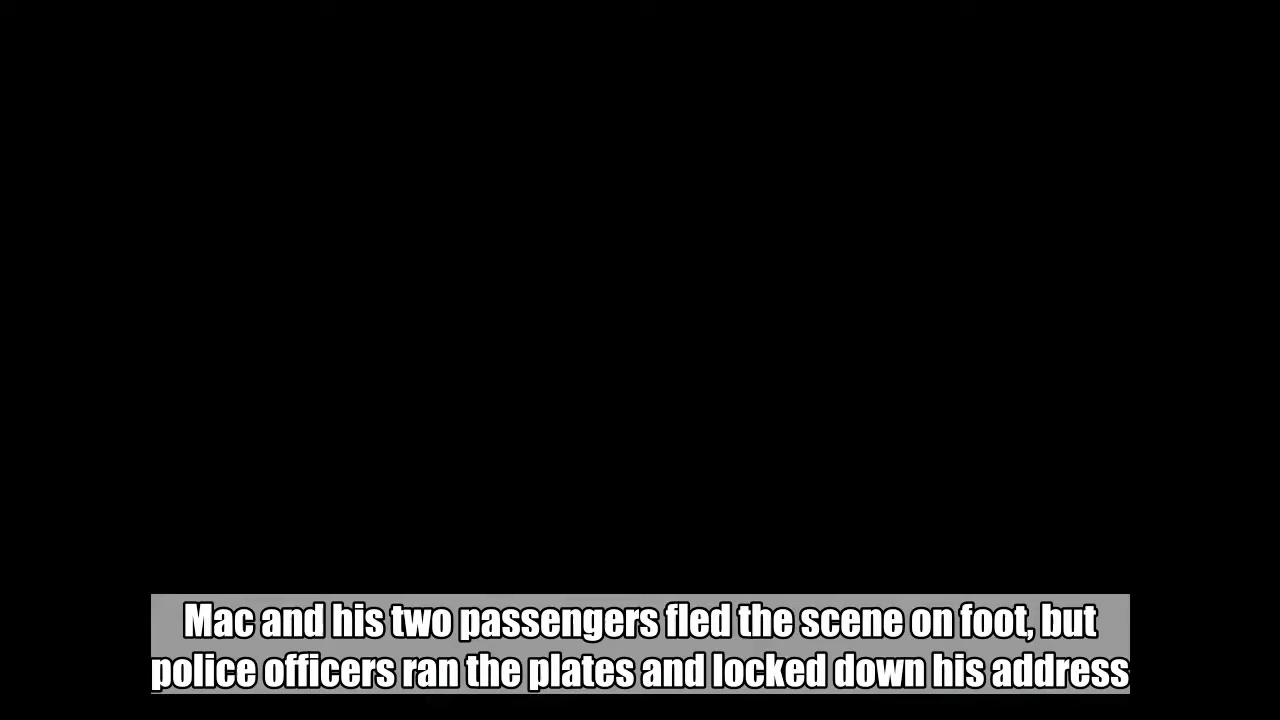 Mac and his two passengers fled the scene on foot, but
police officers ran the plates and locked down his address